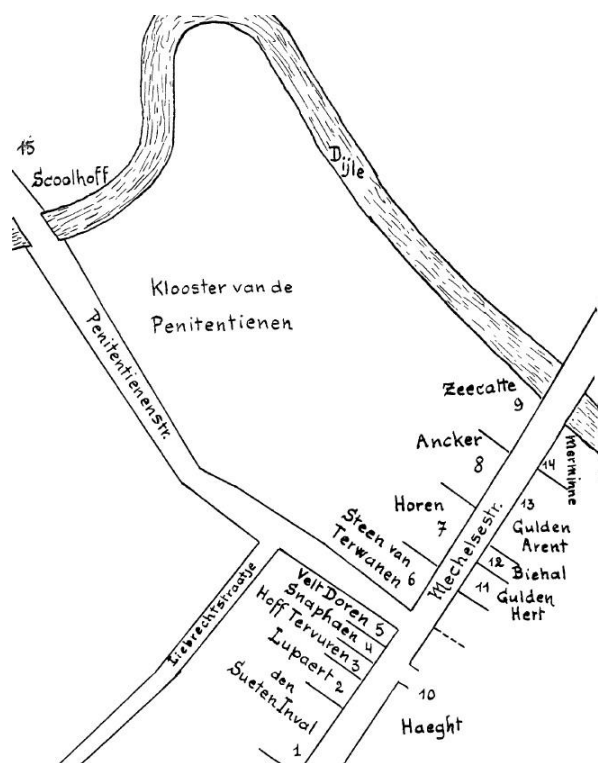 15
Scoolhoff
Dijle
Klooster van de
Penitentienen
Penitentienenstr.
Zeecatte
9
Ancker
8
Horen
7
Steen van
Terwanen 6
Mechelsestr.
14
Merminne
13
Gulden
Arent
12
Biehal
11
Gulden
Hert
Liebrechtstraatje
Velt Doren 5
Snaphaen 4
Hoff Tervuren 3
Lupaert 2
den
Sueten Inval
1
10
Haeght